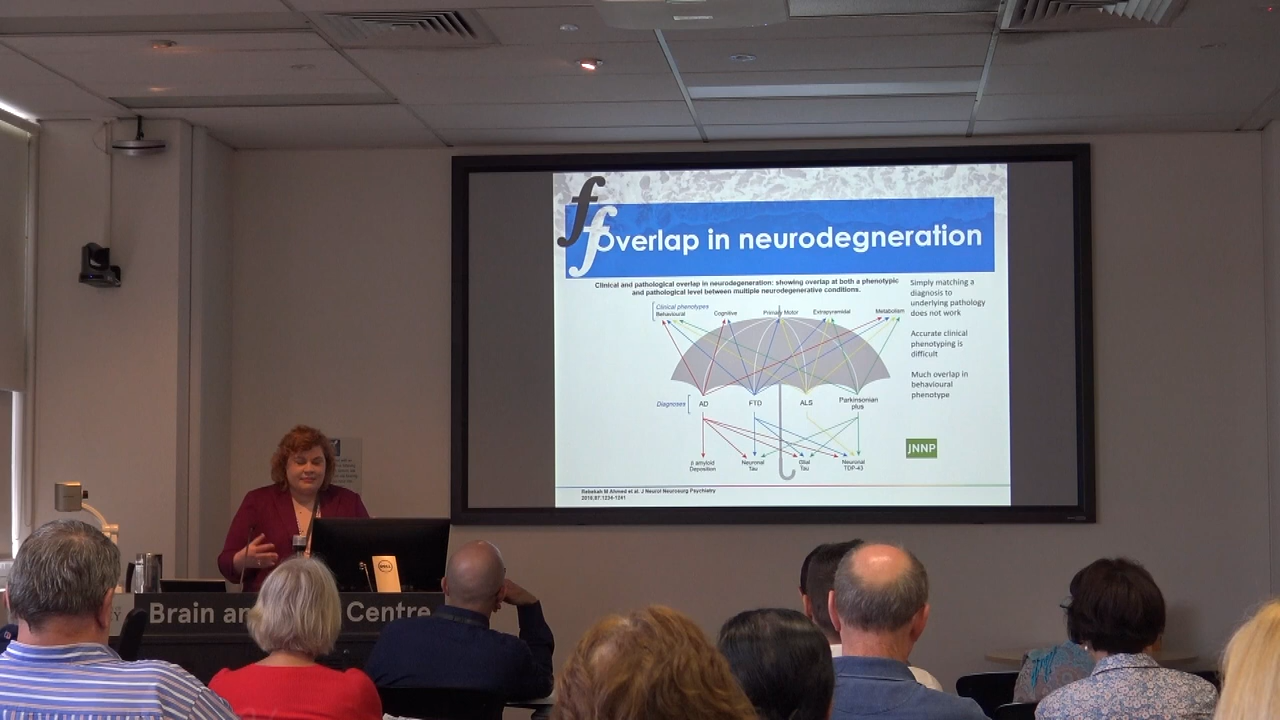 ff
Overlap in neurodegneration
Clinical and pathological overlap in neurodegeneration: showing overlap at both a phenotypic
and pathological level between multiple neurodegenerative conditions.
Clinical phenotypes
Behavioural Cognitive Primary Motor Extrapyramidal Metabolism
Simply matching a
diagnosis to
underlying pathology
does not work
Accurate clinical
phenotyping is
difficult
Much overlap in
behavioural
phenotype
Diagnoses AD FTD ALS Parkinsonian
plus
β amyloid
Deposition
Neuronal
Tau
Glial
Tau
Neuronal
TDP-43
JNNP
Rebekah M Ahmed et al. J Neurol Neurosurg Psychiatry
2016;87:1234-1241
DELL
Brain an Centre